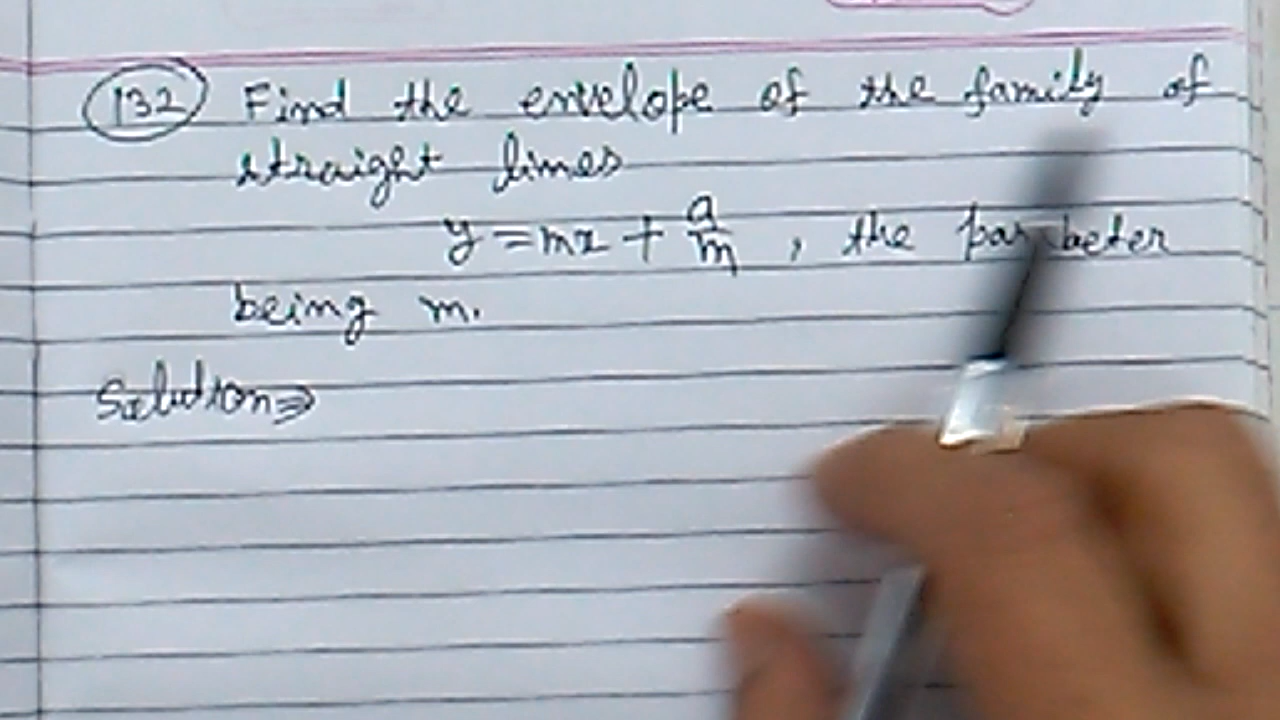 132 Find the envelope of the family of
straight lines
y = mx + a/m , the
being m.
Solution ⇒